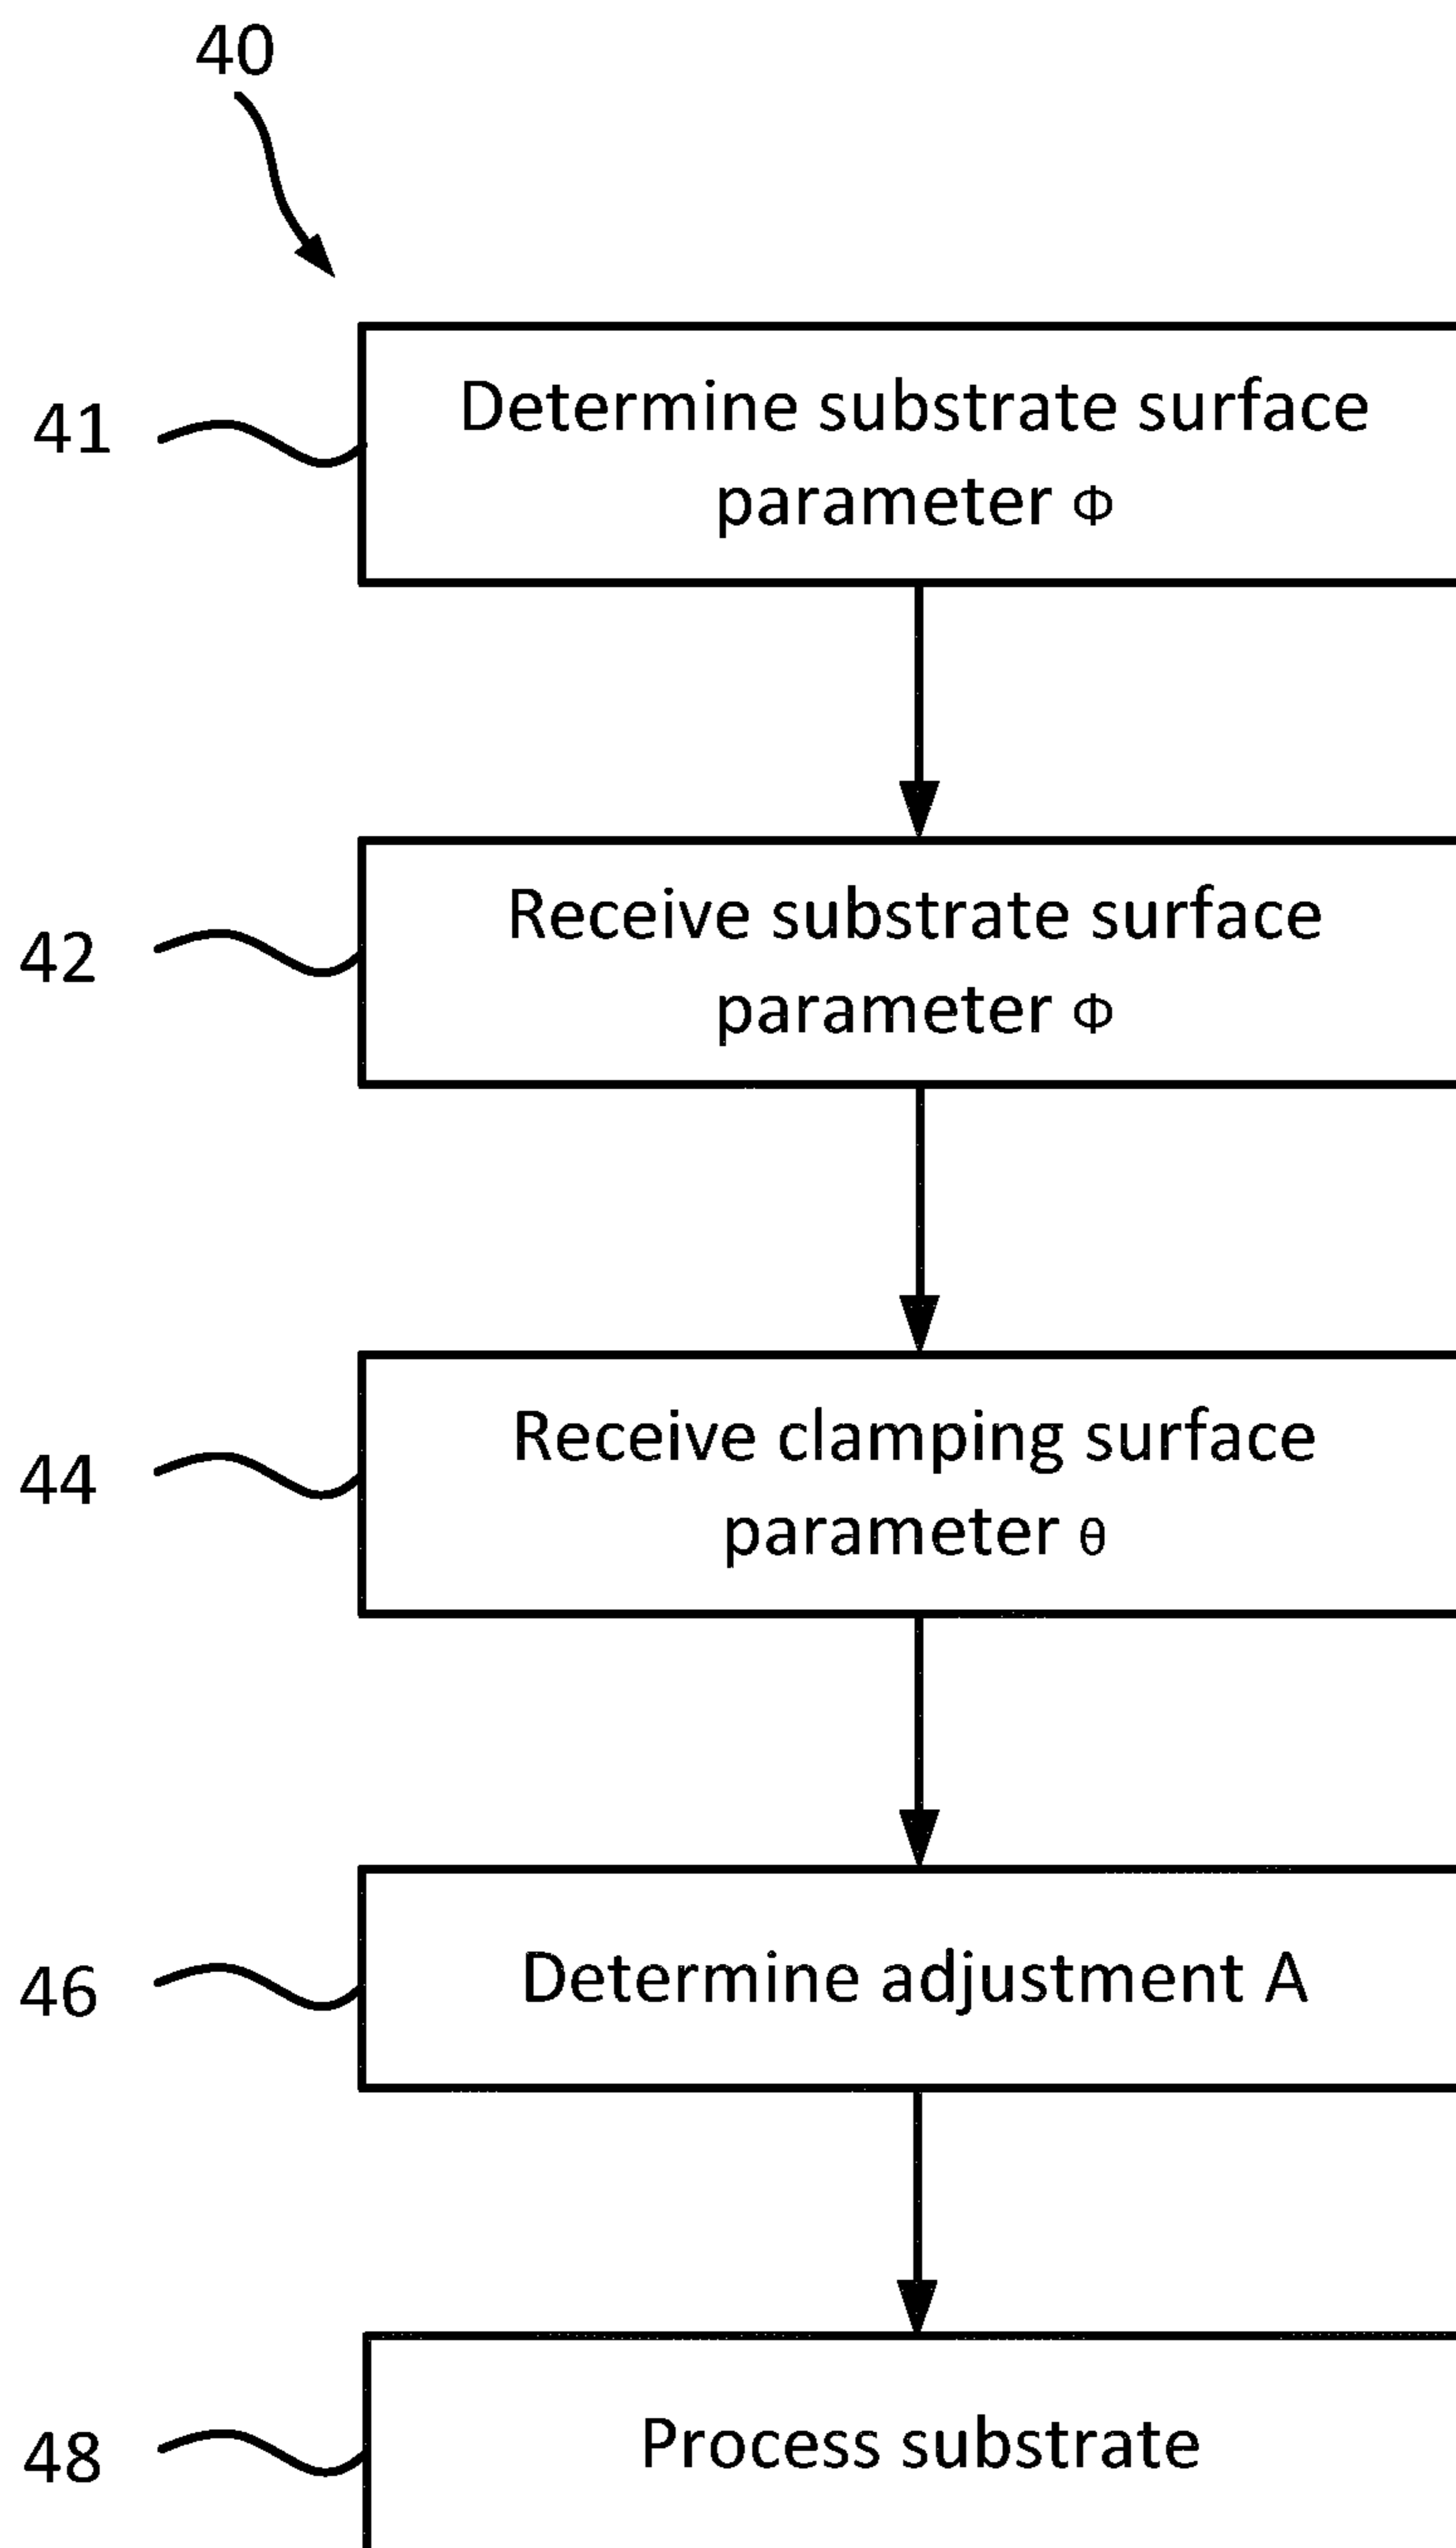 40
41
Determine substrate surface
parameter Φ
42
Receive substrate surface
parameter Φ
44
Receive clamping surface
parameter θ
46
Determine adjustment A
48
Process substrate